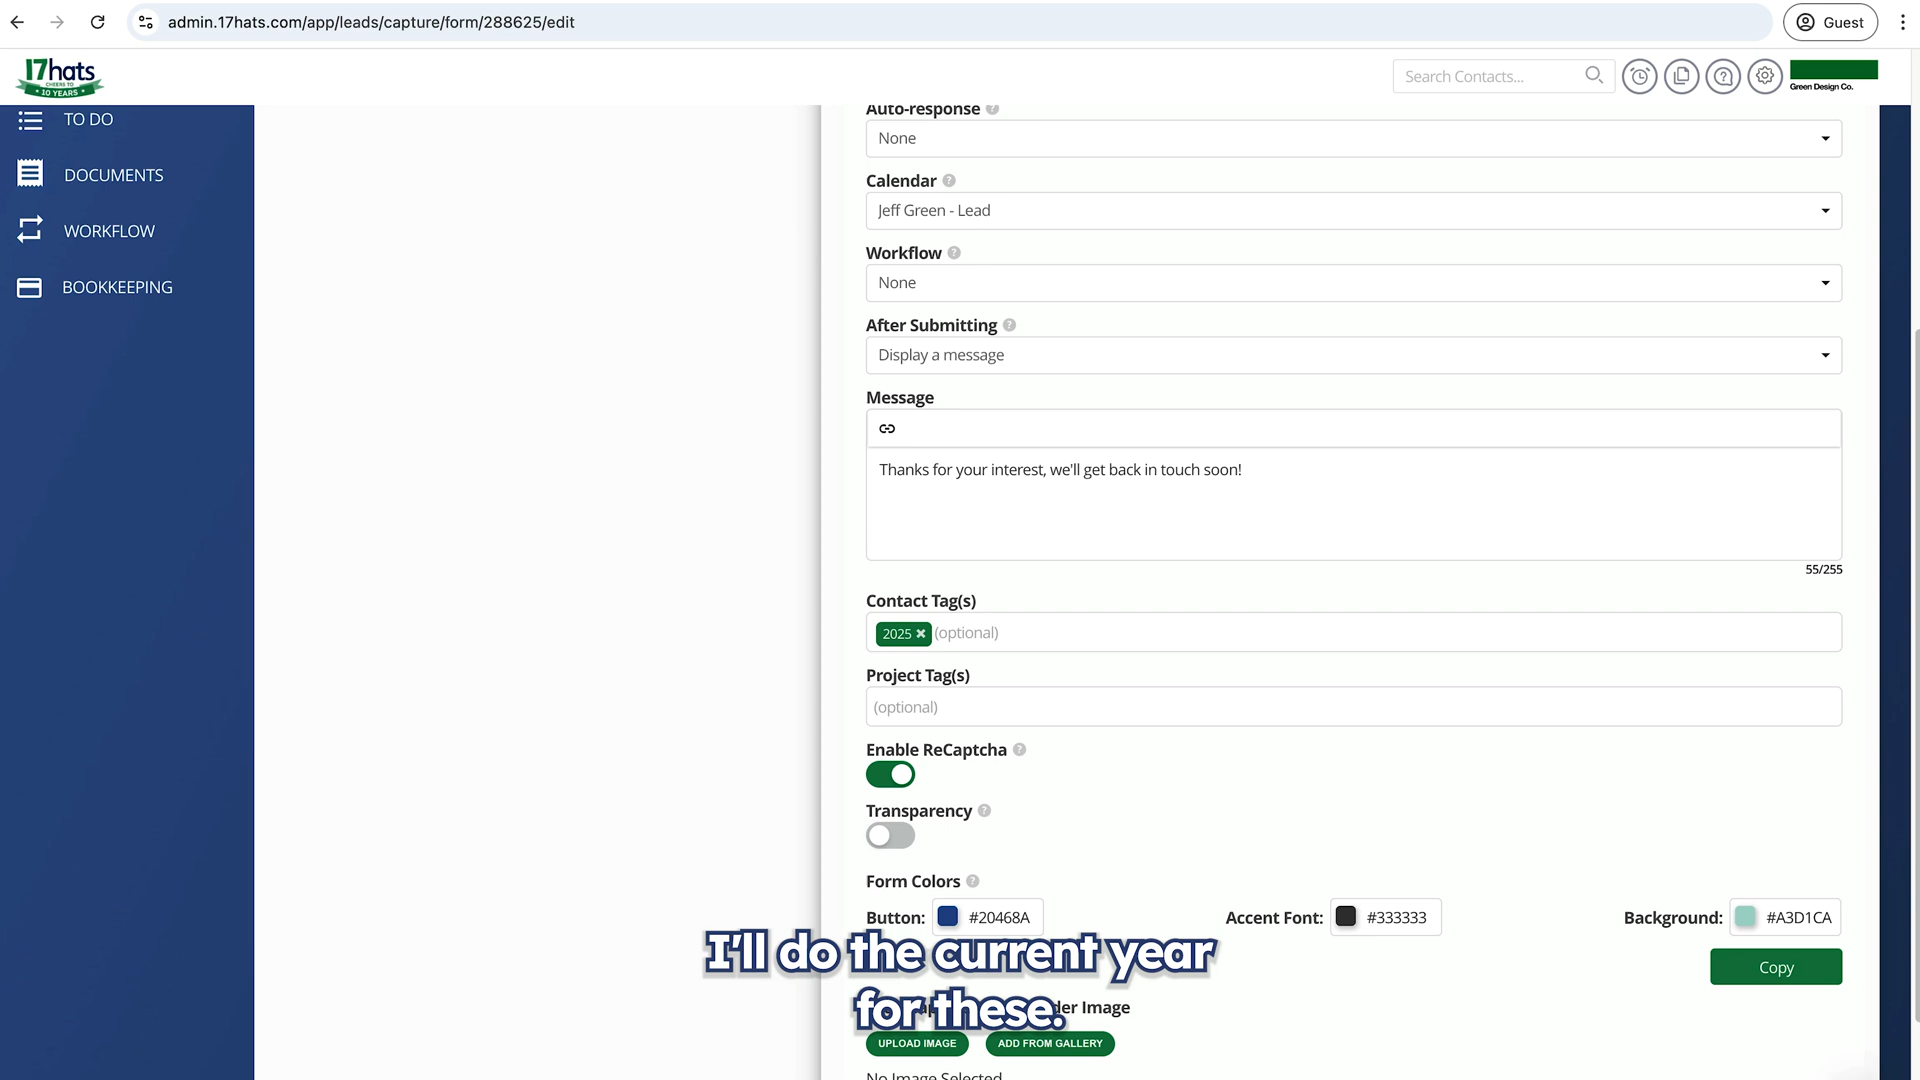 admin.17hats.com/app/leads/capture/form/288625/edit
Guest
17hats
CHEERS TO
10 YEARS
Search Contacts...
Green Design Co.
TO DO
DOCUMENTS
WORKFLOW
BOOKKEEPING
Auto-response
None
Calendar
Jeff Green - Lead
Workflow
None
After Submitting
Display a message
Message
Thanks for your interest, we'll get back in touch soon!
55/255
Contact Tag(s)
2025 (optional)
Project Tag(s)
(optional)
Enable ReCaptcha
Transparency
Form Colors
Button: #20468A
Accent Font: #333333
Background: #A3D1CA
Copy
I'll do the current year
for these.
Image
UPLOAD IMAGE
ADD FROM GALLERY
No Image Selected